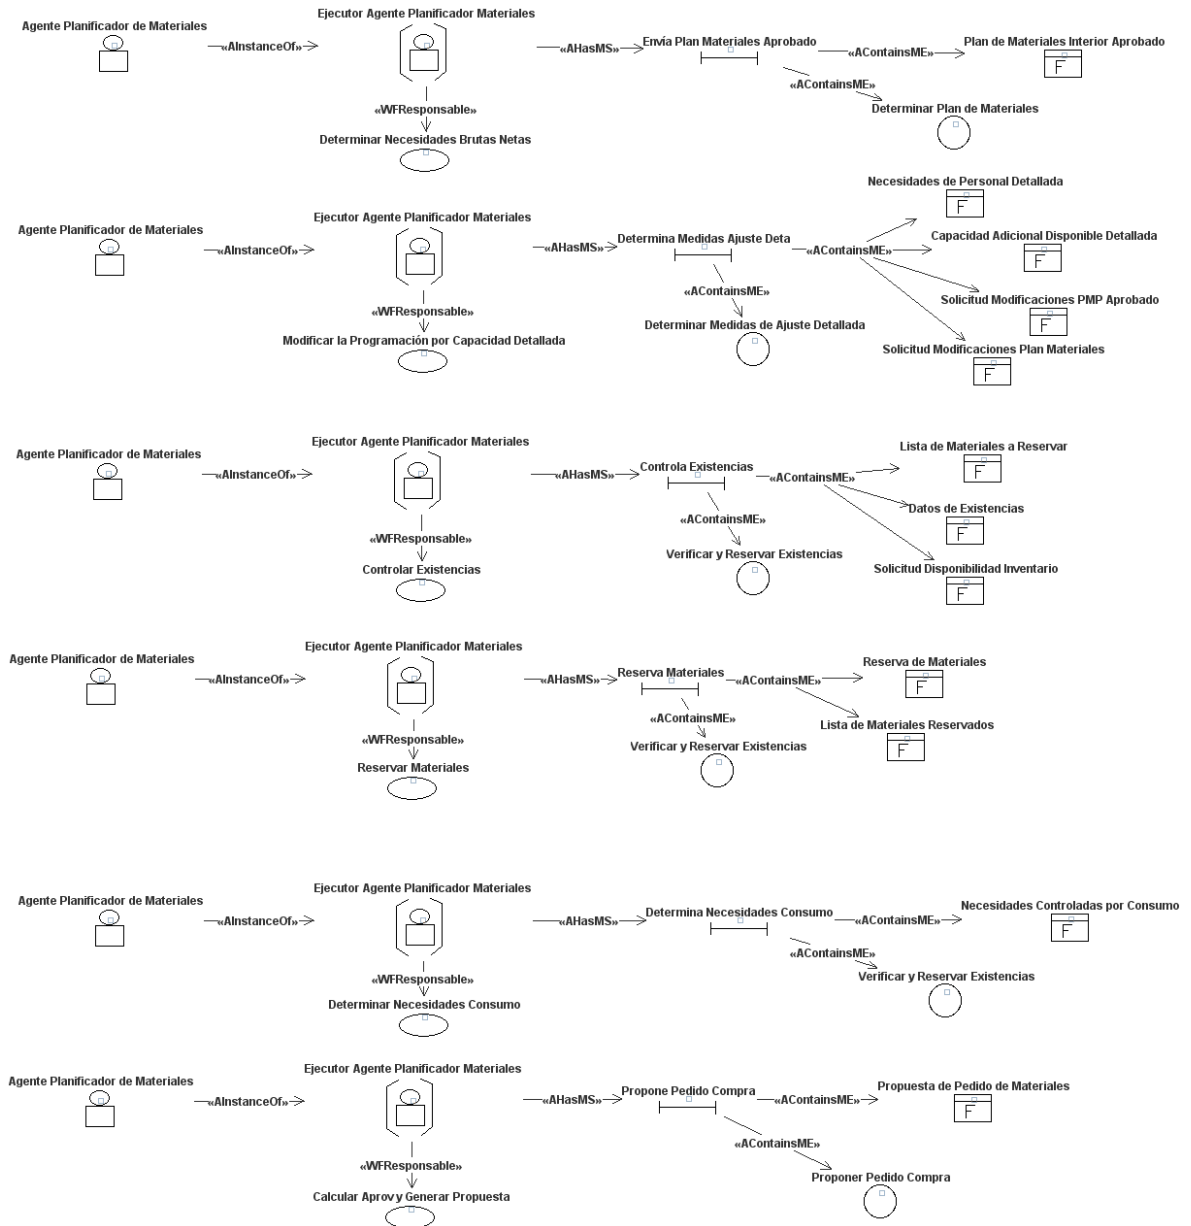 Agente Planificador de Materiales
Ejecutor Agente Planificador Materiales
«AInstanceOf»
«AHasMS»
Envía Plan Materiales Aprobado
«AContainsME»
Plan de Materiales Interior Aprobado
F
«AContainsME»
«WFResponsable»
Determinar Plan de Materiales
Determinar Necesidades Brutas Netas
Necesidades de Personal Detallada
F
Agente Planificador de Materiales
Ejecutor Agente Planificador Materiales
«AInstanceOf»
«AHasMS»
Determina Medidas Ajuste Deta
«AContainsME»
Capacidad Adicional Disponible Detallada
F
«AContainsME»
«WFResponsable»
Solicitud Modificaciones PMP Aprobado
F
Determinar Medidas de Ajuste Detallada
Modificar la Programación por Capacidad Detallada
Solicitud Modificaciones Plan Materiales
F
Agente Planificador de Materiales
Ejecutor Agente Planificador Materiales
«AInstanceOf»
«AHasMS»
Controla Existencias
«AContainsME»
Lista de Materiales a Reservar
F
Datos de Existencias
F
«AContainsME»
«WFResponsable»
Verificar y Reservar Existencias
Controlar Existencias
Solicitud Disponibilidad Inventario
F
Agente Planificador de Materiales
Ejecutor Agente Planificador Materiales
«AInstanceOf»
«AHasMS»
Reserva Materiales
«AContainsME»
Reserva de Materiales
F
«AContainsME»
Lista de Materiales Reservados
F
«WFResponsable»
Verificar y Reservar Existencias
Reservar Materiales
Agente Planificador de Materiales
Ejecutor Agente Planificador Materiales
«AInstanceOf»
«AHasMS»
Determina Necesidades Consumo
«AContainsME»
Necesidades Controladas por Consumo
F
«AContainsME»
«WFResponsable»
Verificar y Reservar Existencias
Determinar Necesidades Consumo
Agente Planificador de Materiales
Ejecutor Agente Planificador Materiales
«AInstanceOf»
«AHasMS»
Propone Pedido Compra
«AContainsME»
Propuesta de Pedido de Materiales
F
«AContainsME»
«WFResponsable»
Proponer Pedido Compra
Calcular Aprov y Generar Propuesta